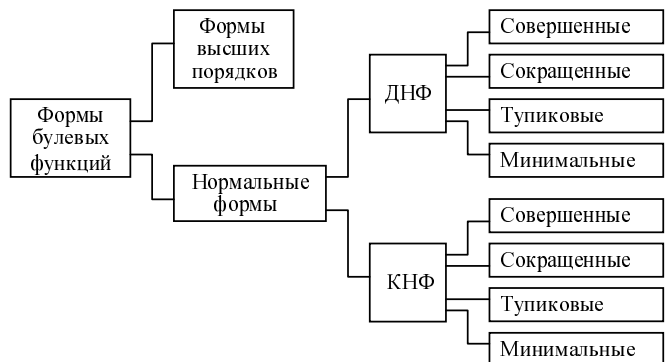 Формы
булевых
функций
Формы
высших
порядков
Нормальные
формы
ДНФ
Совершенные
Сокращенные
Тупиковые
Минимальные
КНФ
Совершенные
Сокращенные
Тупиковые
Минимальные